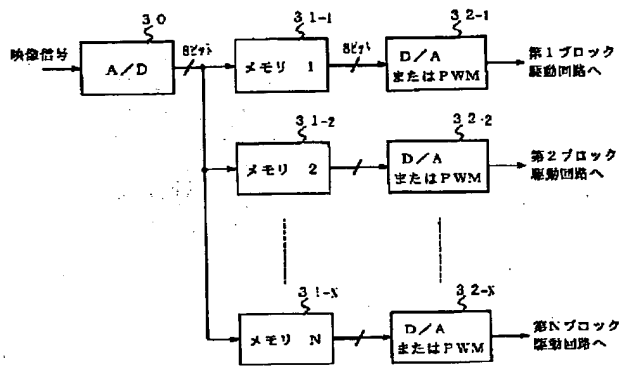 30
31-1
32-1
映像信号
A/D
8ビット
メモリ 1
8ビット
D/A
またはPWM
第1ブロック
駆動回路へ
31-2
32-2
メモリ 2
D/A
またはPWM
第2ブロック
駆動回路へ
31-N
32-N
メモリ N
D/A
またはPWM
第Nブロック
駆動回路へ